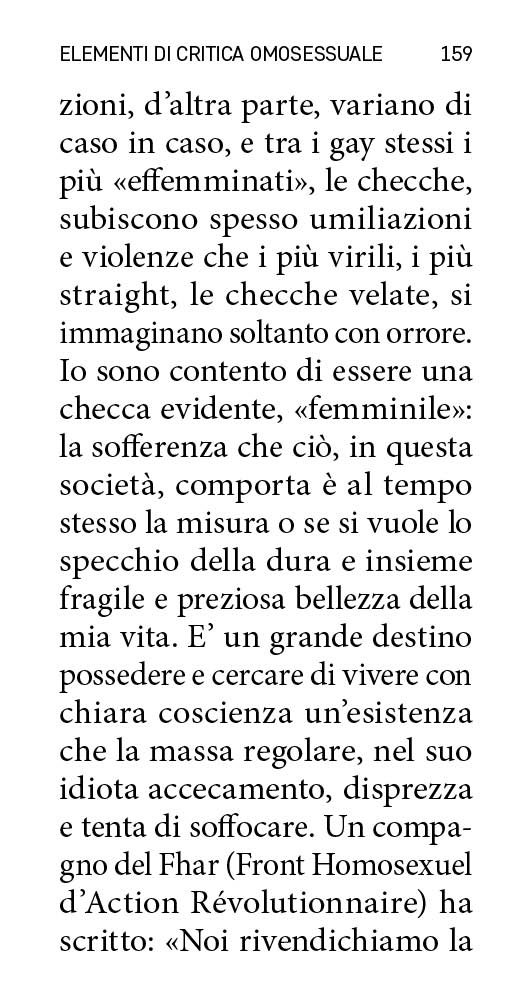 ELEMENTI DI CRITICA OMOSESSUALE 159
zioni, d’altra parte, variano di
caso in caso, e tra i gay stessi i
più «effemminati», le checche,
subiscono spesso umiliazioni
e violenze che i più virili, i più
straight, le checche velate, si
immaginano soltanto con orrore.
Io sono contento di essere una
checca evidente, «femminile»:
la sofferenza che ciò, in questa
società, comporta è al tempo
stesso la misura o se si vuole lo
specchio della dura e insieme
fragile e preziosa bellezza della
mia vita. E’ un grande destino
possedere e cercare di vivere con
chiara coscienza un’esistenza
che la massa regolare, nel suo
idiota accecamento, disprezza
e tenta di soffocare. Un compa-
gno del Fhar (Front Homosexuel
d’Action Révolutionnaire) ha
scritto: «Noi rivendichiamo la